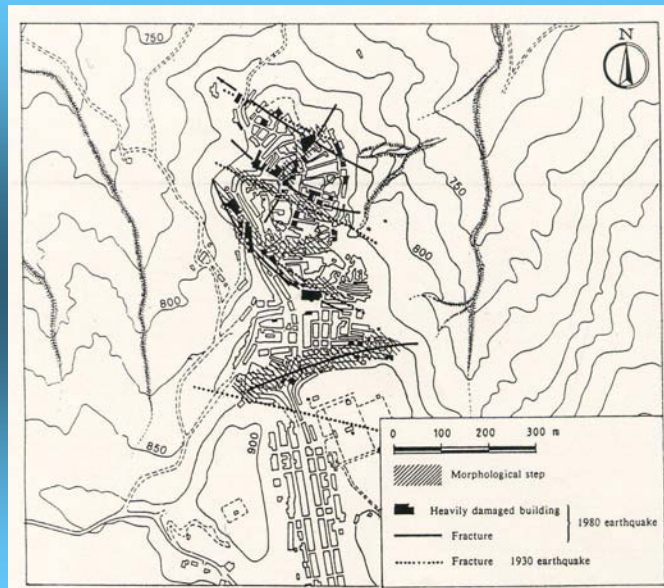 750
N
750
800
800
850
900
0 100 200 300 m
Morphological step
Heavily damaged building
1980 earthquake
Fracture
Fracture 1930 earthquake